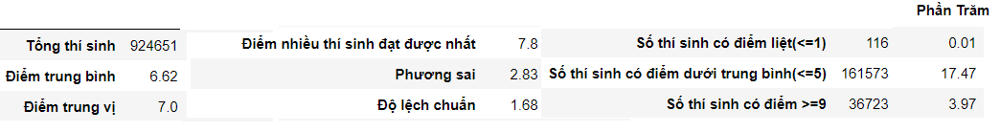 Phần Trăm
Tổng thí sinh 924651 Điểm nhiều thí sinh đạt được nhất 7.8 Số thí sinh có điểm liệt(<=1) 116 0.01
Điểm trung bình 6.62 Phương sai 2.83 Số thí sinh có điểm dưới trung bình(<=5) 161573 17.47
Điểm trung vị 7.0 Độ lệch chuẩn 1.68 Số thí sinh có điểm >=9 36723 3.97